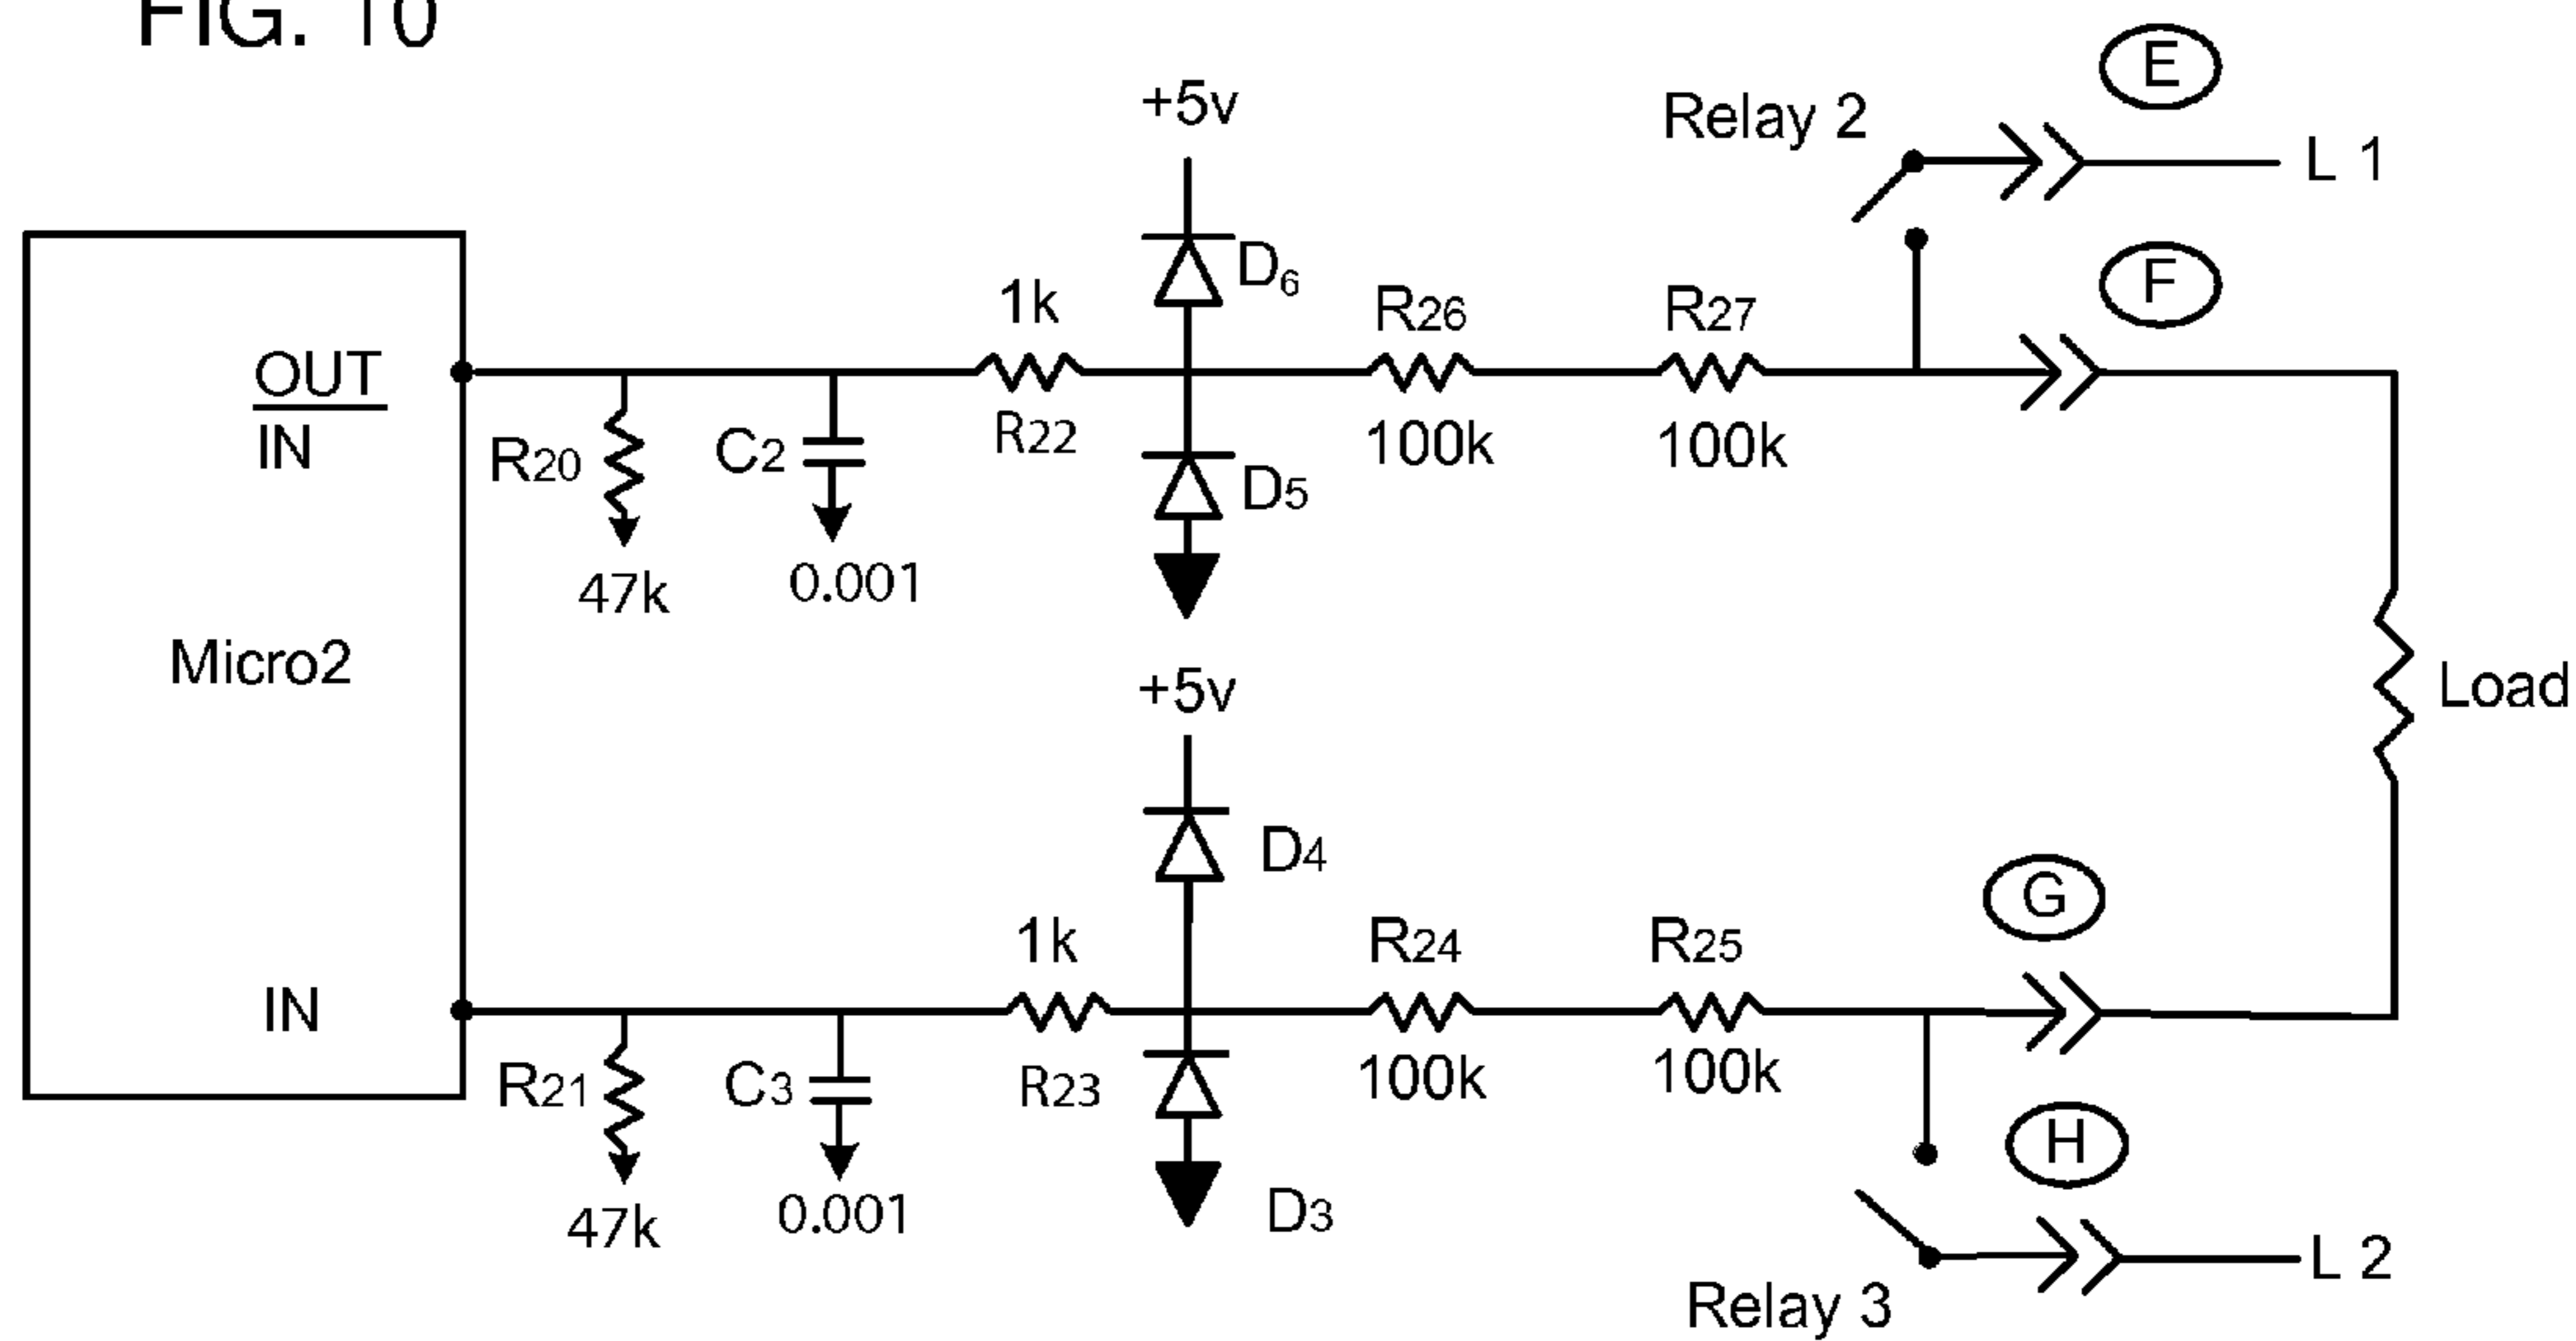 FIG. 10
E
Relay 2
L 1
+5v
D6
F
1k
R26
R27
OUT
IN
R20
C2
R22
100k
100k
D5
47k
0.001
Micro2
+5v
Load
D4
G
1k
R24
R25
IN
R21
C3
R23
100k
100k
H
47k
0.001
D3
L 2
Relay 3